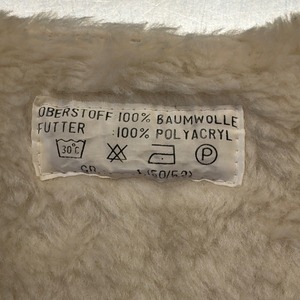 OBERSTOFF 100% BAUMWOLLE
FUTTER :100% POLYACRYL
30°C P